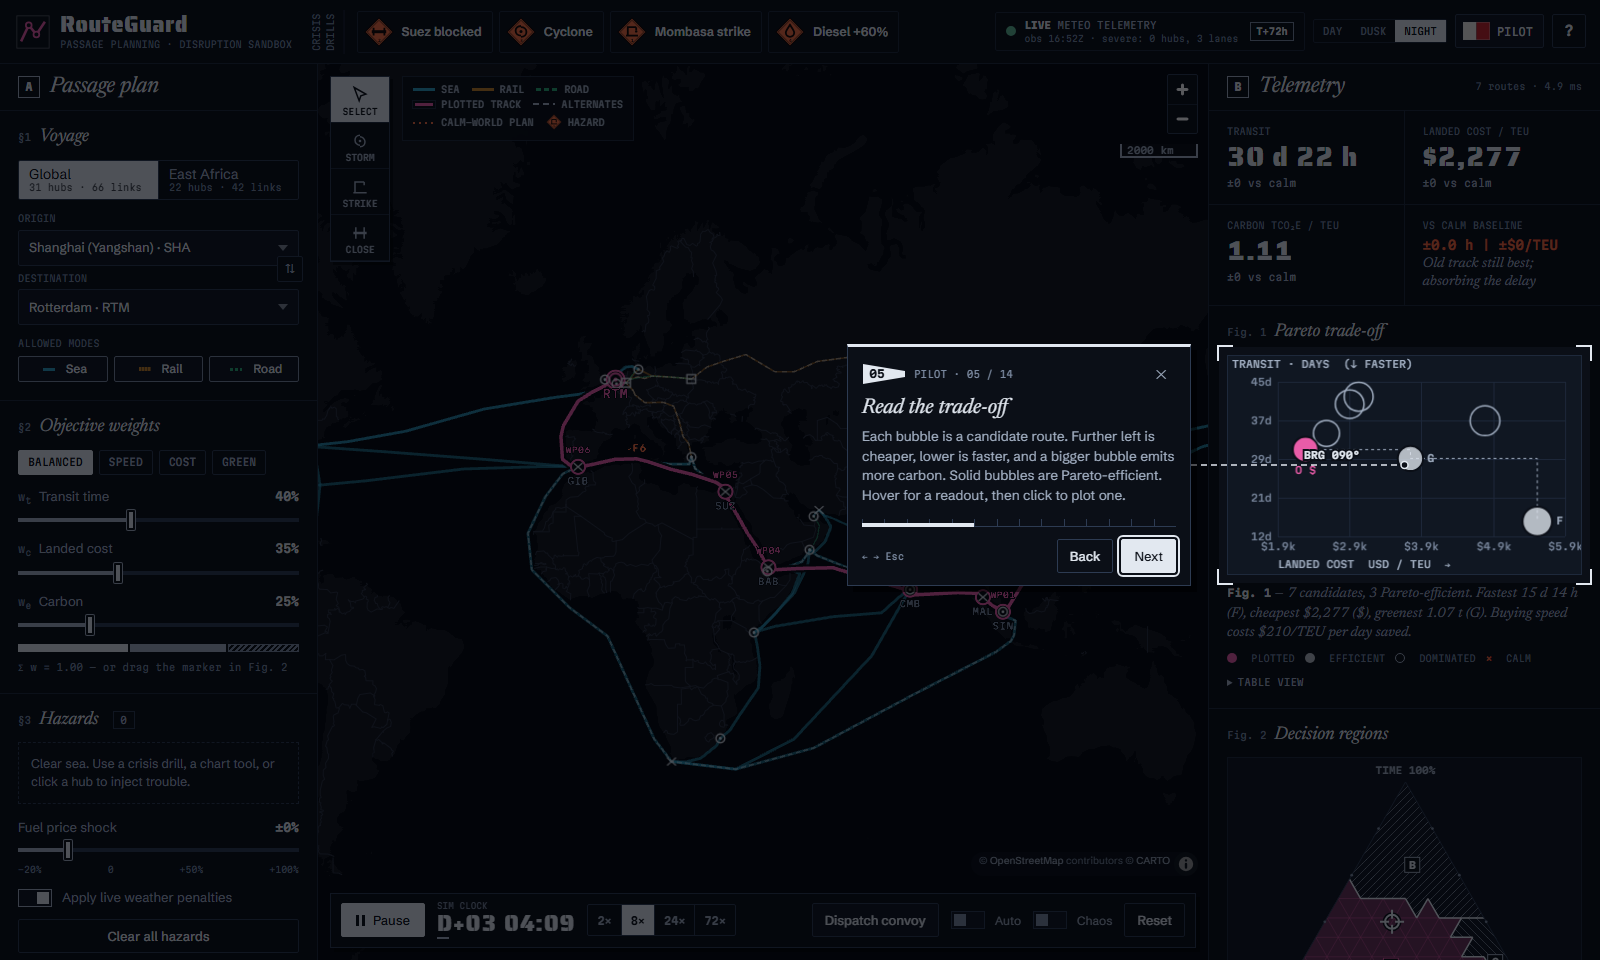 RouteGuard
PASSAGE PLANNING · DISRUPTION SANDBOX
CRISIS
DRILLS
Suez blocked
Cyclone
Mombasa strike
Diesel +60%
LIVE METEO TELEMETRY
obs 16:52Z · severe: 0 hubs, 3 lanes
T+72h
DAY
DUSK
NIGHT
PILOT
?
A Passage plan
§1 Voyage
Global
31 hubs · 66 links
East Africa
22 hubs · 42 links
ORIGIN
Shanghai (Yangshan) · SHA
DESTINATION
Rotterdam · RTM
ALLOWED MODES
Sea
Rail
Road
§2 Objective weights
BALANCED
SPEED
COST
GREEN
wt Transit time 40%
wc Landed cost 35%
we Carbon 25%
Σ w = 1.00 — or drag the marker in Fig. 2
§3 Hazards 0
Clear sea. Use a crisis drill, a chart tool, or
click a hub to inject trouble.
Fuel price shock ±0%
−20% 0 +50% +100%
Apply live weather penalties
Clear all hazards
SELECT
STORM
STRIKE
CLOSE
SEA RAIL ROAD
PLOTTED TRACK ALTERNATES
CALM-WORLD PLAN HAZARD
+
−
2000 km
RTM
WP06
F6
GIB
WP05
SUS
WP04
BAB
CMB
MAL
WP01
SIN
05 PILOT · 05 / 14
Read the trade-off
Each bubble is a candidate route. Further left is
cheaper, lower is faster, and a bigger bubble emits
more carbon. Solid bubbles are Pareto-efficient.
Hover for a readout, then click to plot one.
← → Esc
Back
Next
© OpenStreetMap contributors © CARTO
Pause
SIM CLOCK
D+03 04:09
2×
8×
24×
72×
Dispatch convoy
Auto
Chaos
Reset
B Telemetry
7 routes · 4.9 ms
TRANSIT
30 d 22 h
±0 vs calm
LANDED COST / TEU
$2,277
±0 vs calm
CARBON TCO₂E / TEU
1.11
±0 vs calm
VS CALM BASELINE
±0.0 h | ±$0/TEU
Old track still best;
absorbing the delay
Fig. 1 Pareto trade-off
TRANSIT · DAYS (↓ FASTER)
45d
37d
29d
21d
12d
BRG 090°
O $
G
F
$1.9k $2.9k $3.9k $4.9k $5.9k
LANDED COST USD / TEU →
Fig. 1 — 7 candidates, 3 Pareto-efficient. Fastest 15 d 14 h
(F), cheapest $2,277 ($), greenest 1.07 t (G). Buying speed
costs $210/TEU per day saved.
PLOTTED EFFICIENT DOMINATED × CALM
▸ TABLE VIEW
Fig. 2 Decision regions
TIME 100%
B